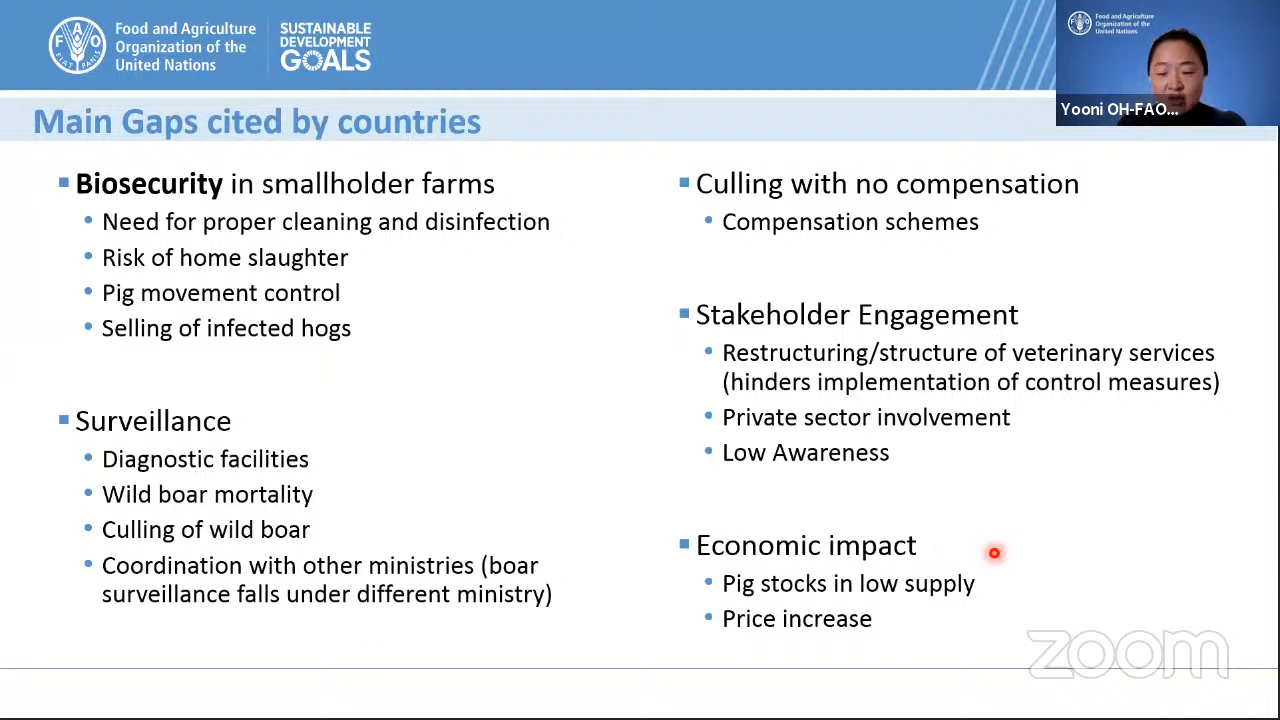 Food and Agriculture
Organization of the
United Nations
SUSTAINABLE
DEVELOPMENT
GOALS
Food and Agriculture
Organization of the
United Nations
Yooni OH-FAO...
Main Gaps cited by countries
Biosecurity in smallholder farms
Need for proper cleaning and disinfection
Risk of home slaughter
Pig movement control
Selling of infected hogs
Surveillance
Diagnostic facilities
Wild boar mortality
Culling of wild boar
Coordination with other ministries (boar
surveillance falls under different ministry)
Culling with no compensation
Compensation schemes
Stakeholder Engagement
Restructuring/structure of veterinary services
(hinders implementation of control measures)
Private sector involvement
Low Awareness
Economic impact
Pig stocks in low supply
Price increase
zoom